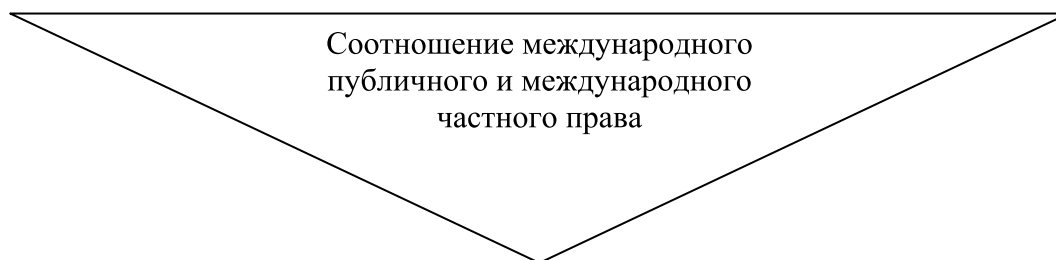 Соотношение международного
публичного и международного
частного права